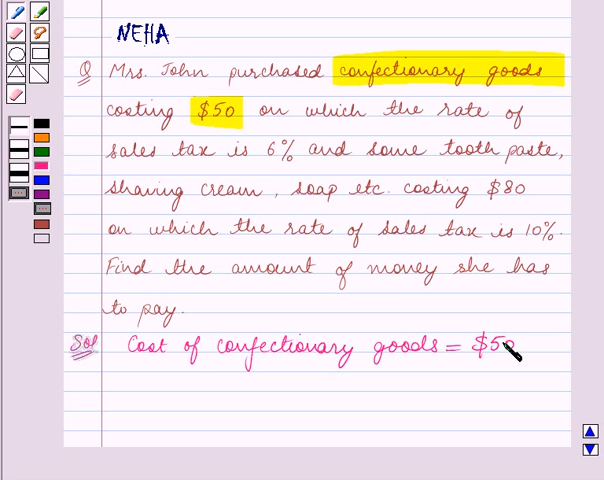 NEHA
Q Mrs. John purchased confectionary goods
costing $50 on which the rate of
sales tax is 6% and some tooth paste,
shaving cream, soap etc. costing $80
on which the rate of sales tax is 10%.
Find the amount of money she has
to pay.
Sol Cost of confectionary goods = $50